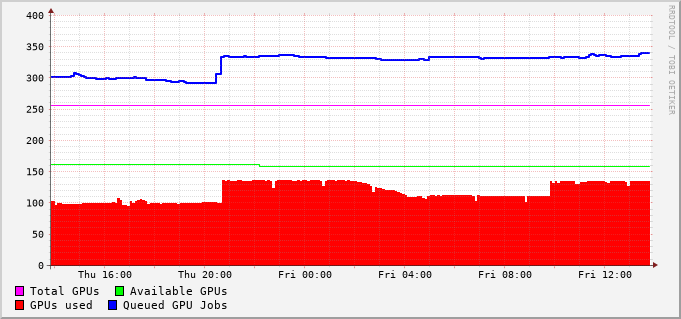 RRDTOOL / TOBI OETIKER
400
350
300
250
200
150
100
50
0
Thu 16:00 Thu 20:00 Fri 00:00 Fri 04:00 Fri 08:00 Fri 12:00
Total GPUs Available GPUs
GPUs used Queued GPU Jobs